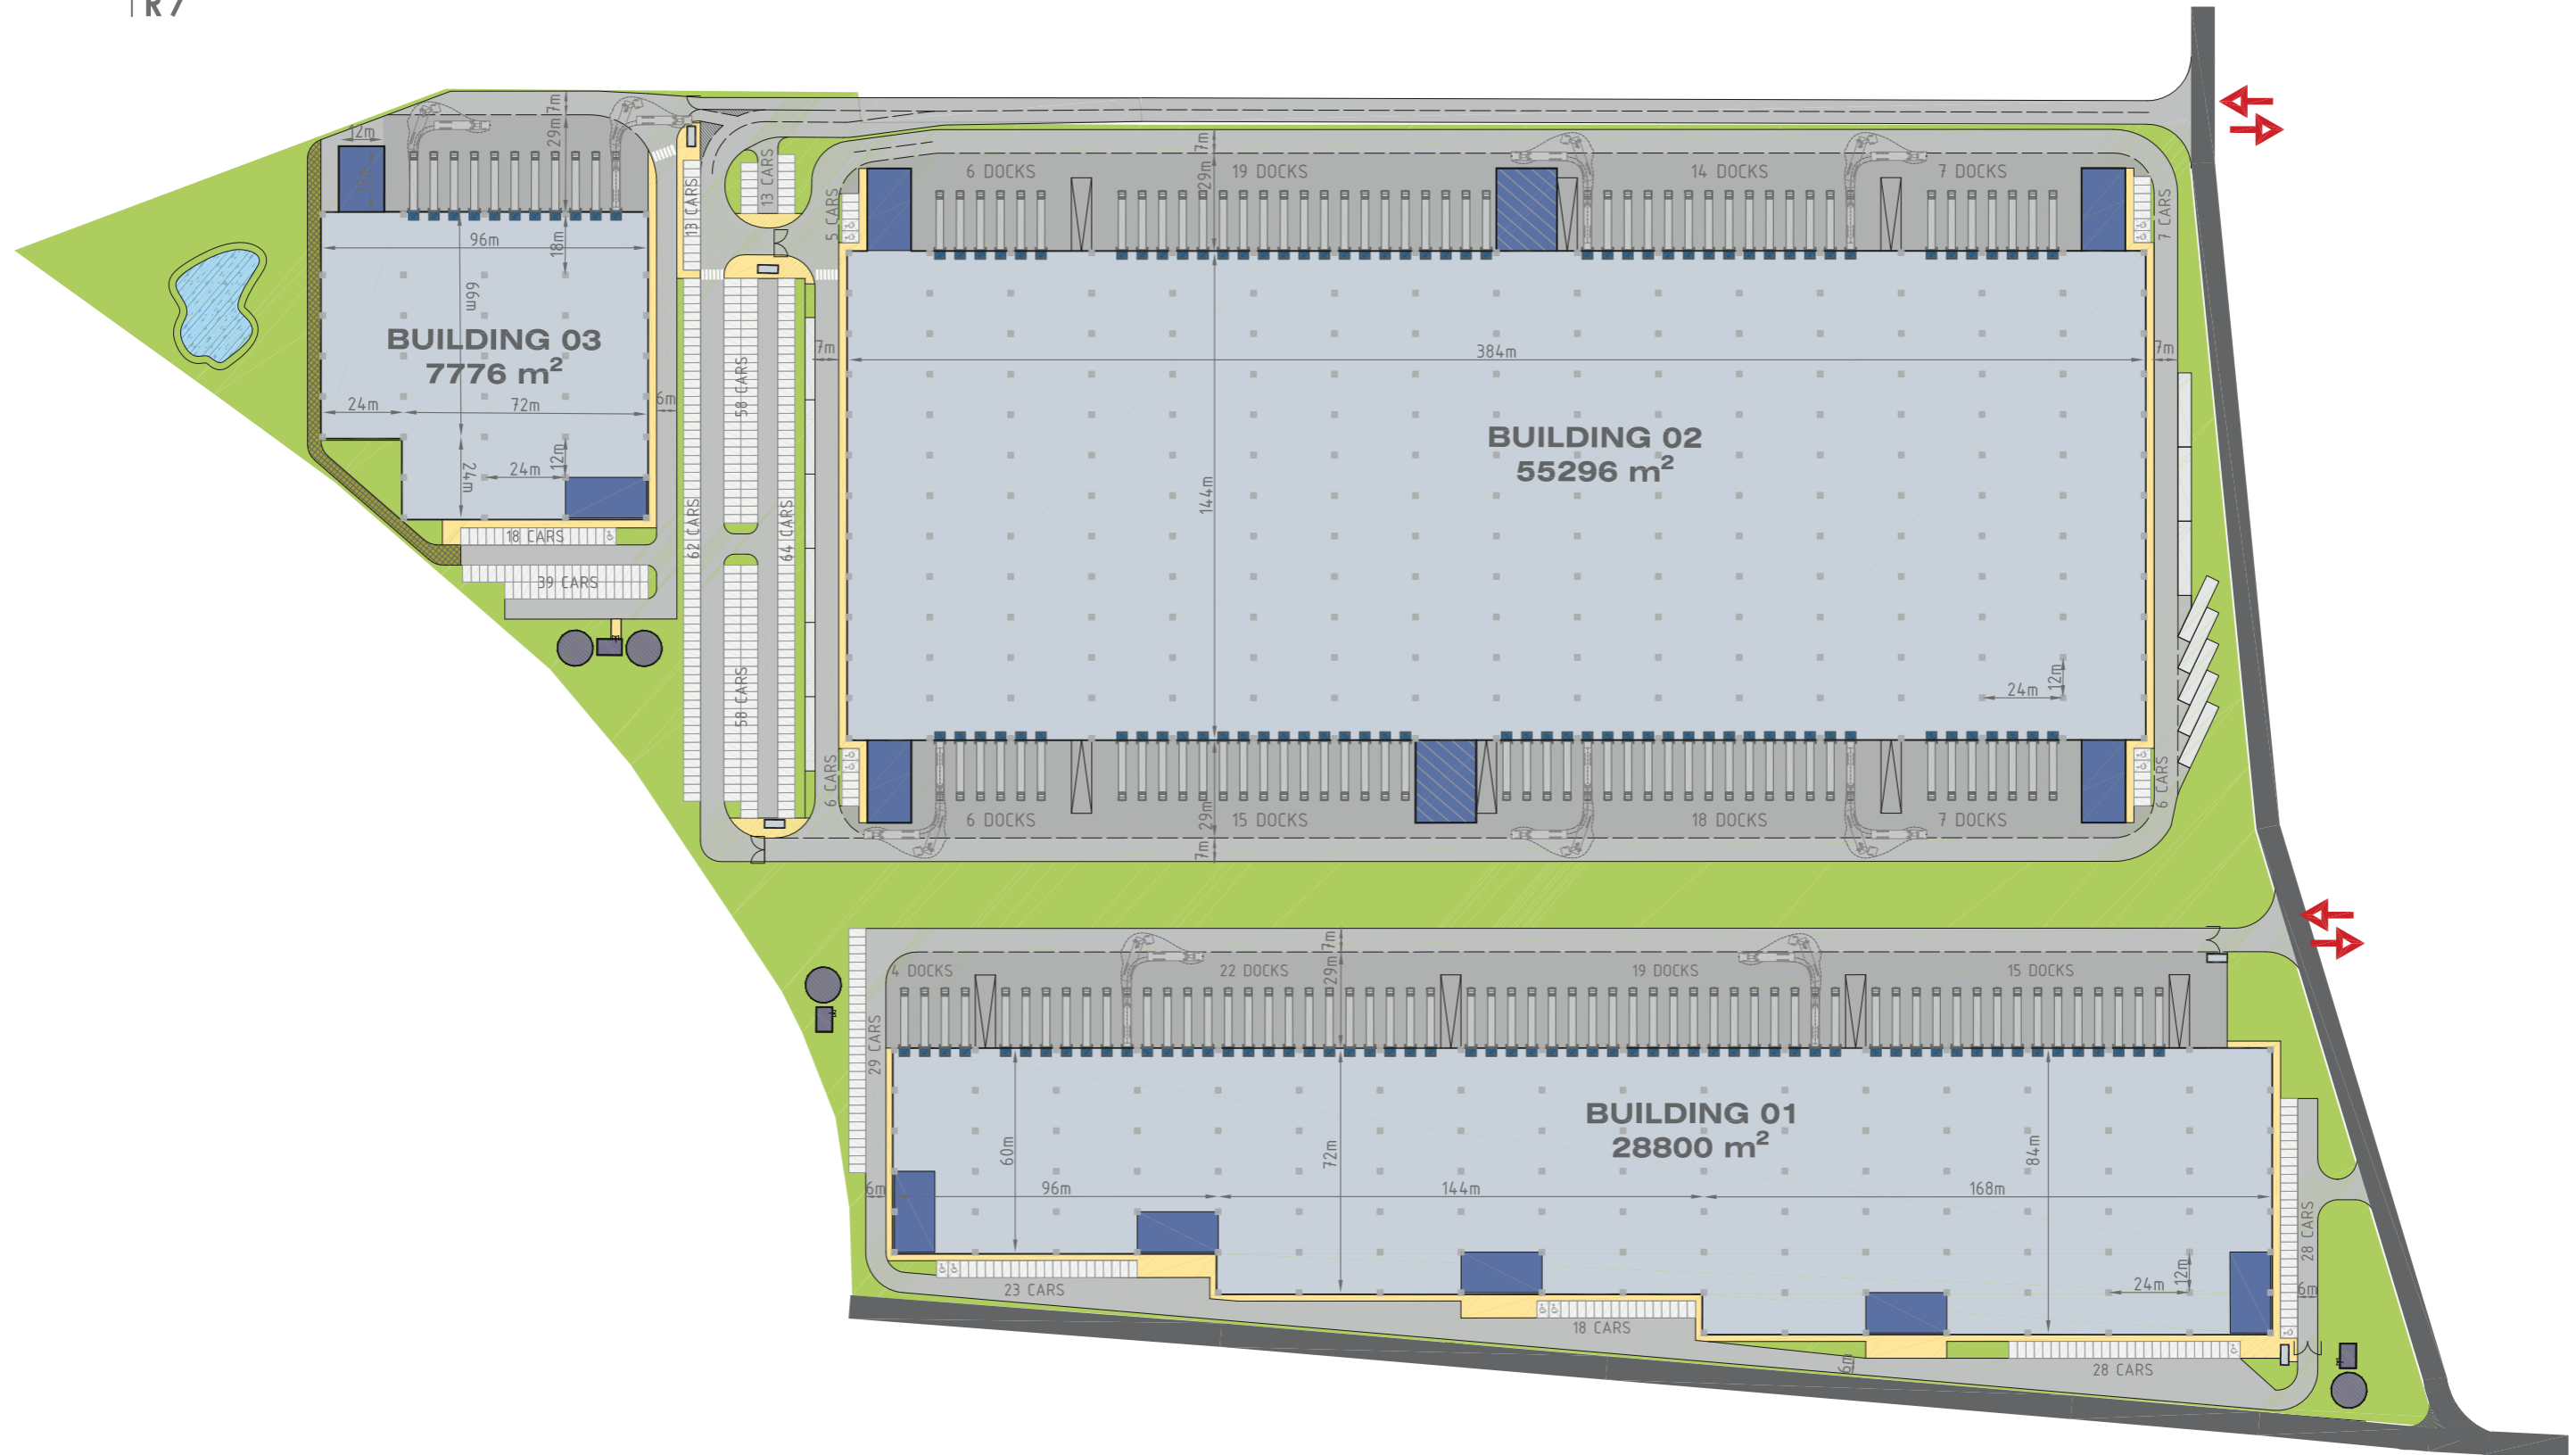 R7
BUILDING 03
7776 m²
12m
7m
29m
96m
18m
66m
24m
72m
24m
24m
12m
6m
18 CARS
39 CARS
13 CARS
13 CARS
58 CARS
62 CARS
64 CARS
58 CARS
5 CARS
7m
6 CARS
6 DOCKS
7m
29m
19 DOCKS
14 DOCKS
7 DOCKS
7 CARS
384m
7m
BUILDING 02
55296 m²
144m
24m
12m
6 DOCKS
29m
7m
15 DOCKS
18 DOCKS
7 DOCKS
6 CARS
4 DOCKS
22 DOCKS
7m
29m
19 DOCKS
15 DOCKS
29 CARS
BUILDING 01
28800 m²
60m
72m
84m
6m
96m
144m
168m
24m
12m
28 CARS
6m
23 CARS
18 CARS
6m
28 CARS